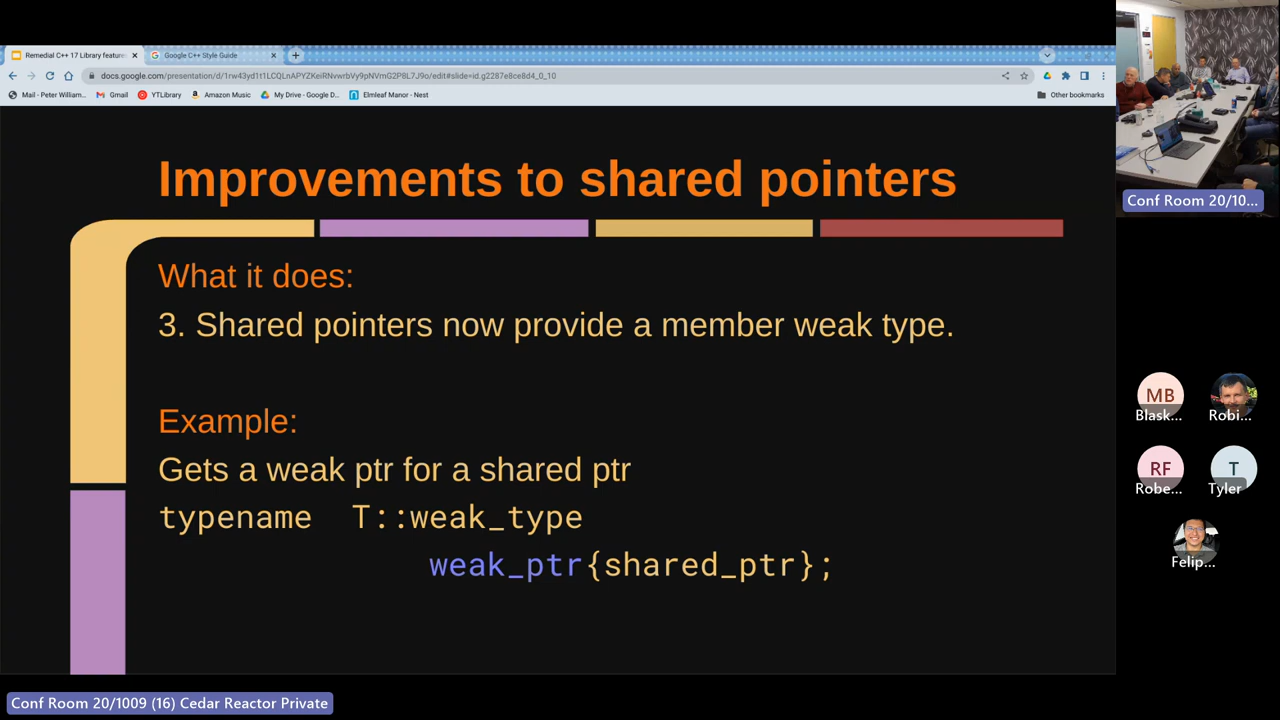 Remedial C++ 17 Library feature
Google C++ Style Guide
docs.google.com/presentation/d/1rw43yd1t1LCQLnAPYZKeiRNvwrbVy9pNVmG2P8L7J9o/edit#slide=id.g2287e8ce8d4_0_10
Mail - Peter William...
Gmail
YTLibrary
Amazon Music
My Drive - Google D...
Elmleaf Manor - Nest
Other bookmarks
Improvements to shared pointers
What it does:
3. Shared pointers now provide a member weak type.
Example:
Gets a weak ptr for a shared ptr
typename T::weak_type
weak_ptr{shared_ptr};
Conf Room 20/10...
MB
Blask...
Robi...
RF
Robe...
T
Tyler
Felip...
Conf Room 20/1009 (16) Cedar Reactor Private